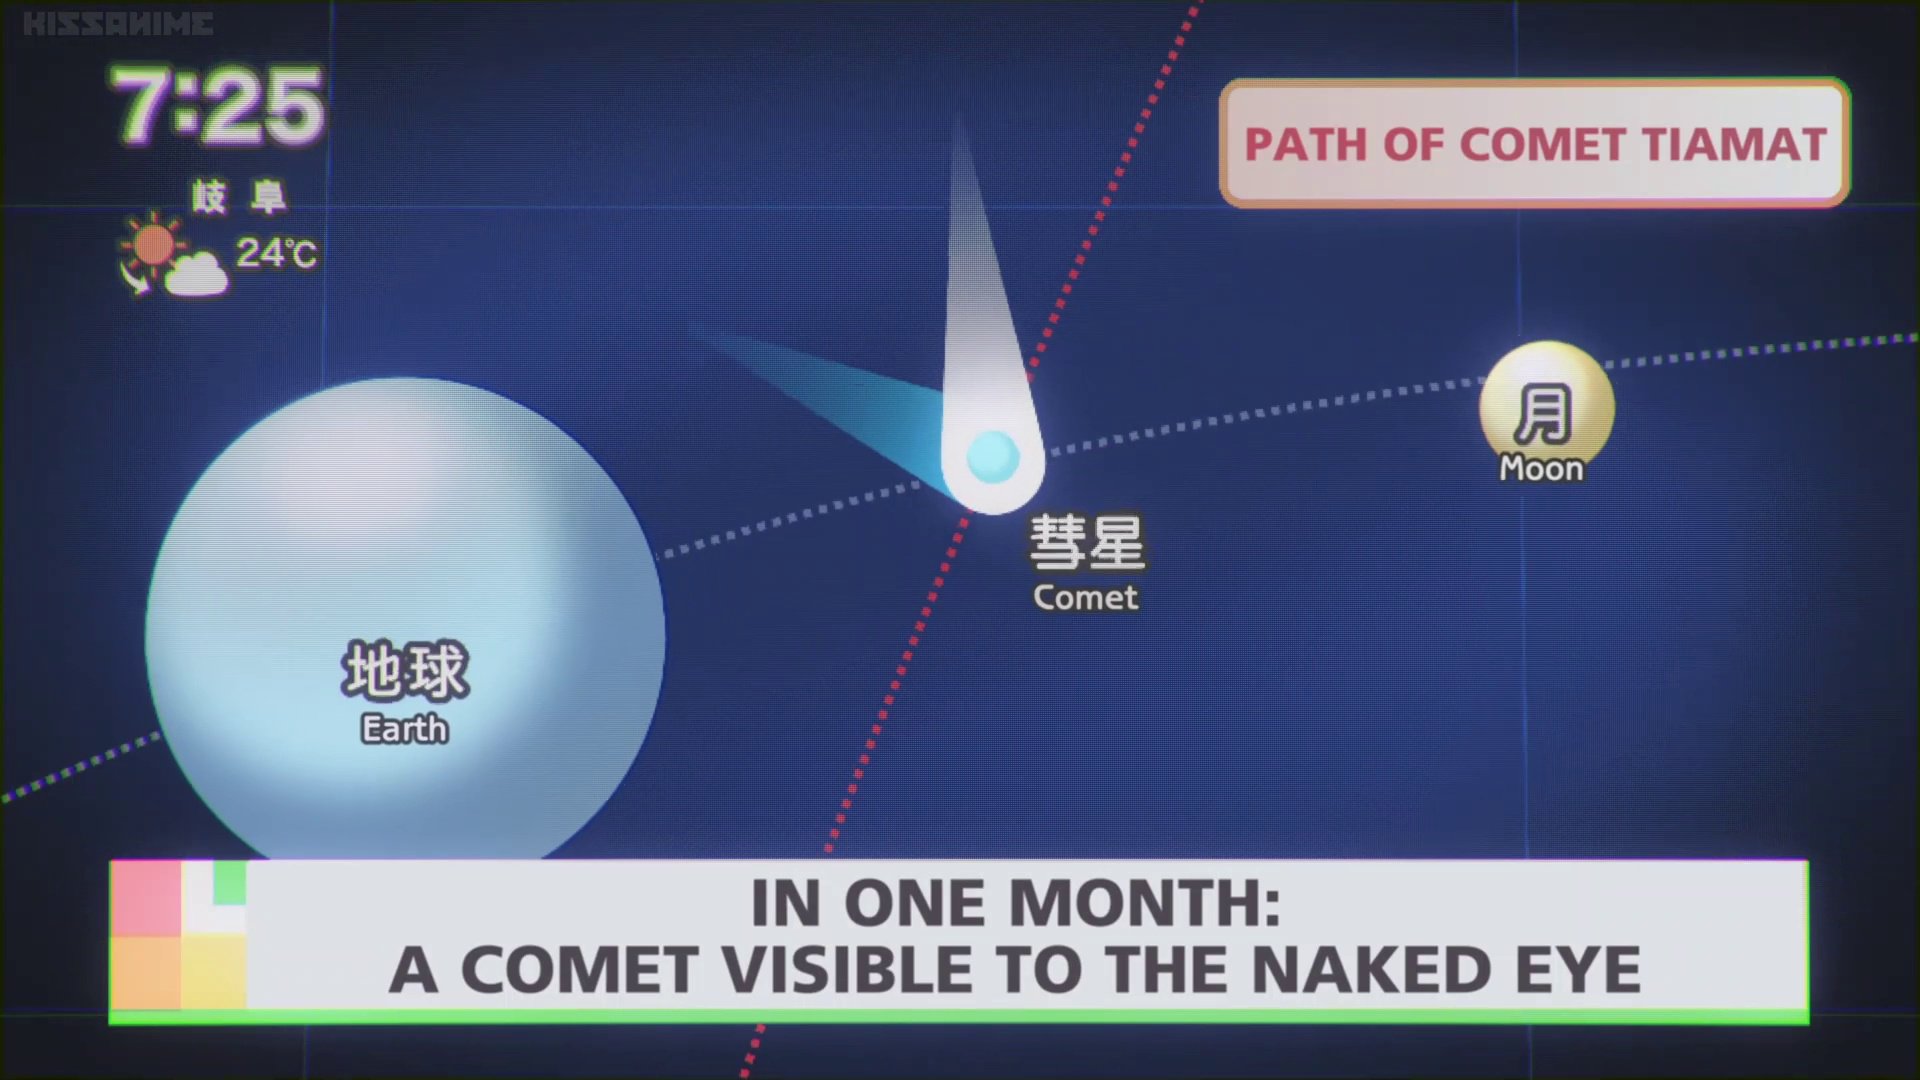 KISSANIME
7:25
岐阜
24℃
PATH OF COMET TIAMAT
月
Moon
彗星
Comet
地球
Earth
IN ONE MONTH:
A COMET VISIBLE TO THE NAKED EYE